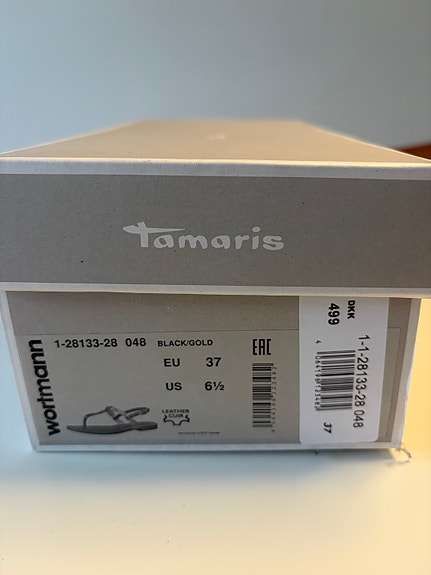 Tamaris
wortmann
1-28133-28 048 BLACK/GOLD
EU 37
US 6½
LEATHER
CUIR
EAC
DKK
499
1-1-28133-28 048
37